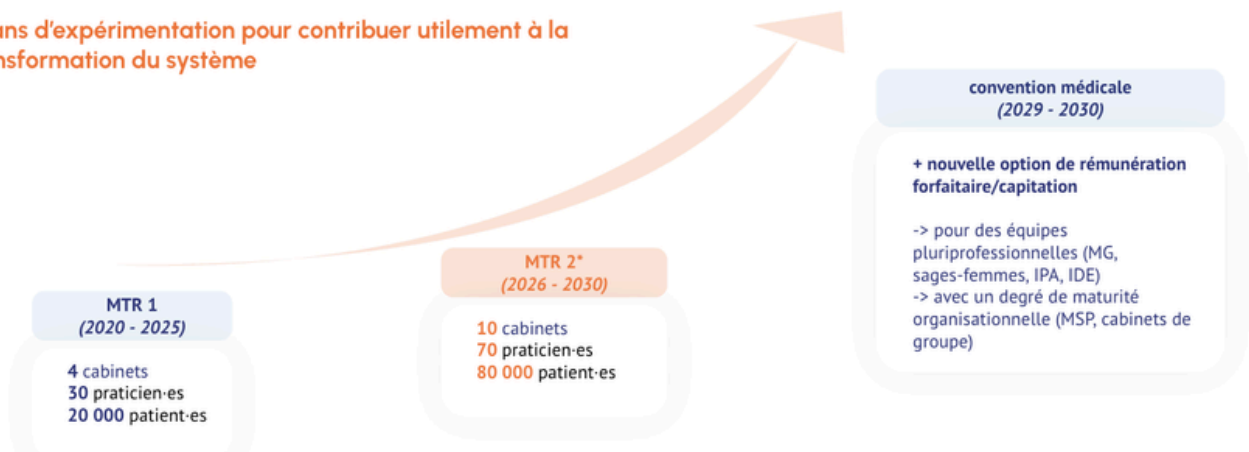 ans d'expérimentation pour contribuer utilement à la
nsformation du système
convention médicale
(2029 - 2030)
+ nouvelle option de rémunération
forfaitaire/capitation
-> pour des équipes
pluriprofessionnelles (MG,
sages-femmes, IPA, IDE)
-> avec un degré de maturité
organisationnelle (MSP, cabinets de
groupe)
MTR 2*
(2026 - 2030)
10 cabinets
70 praticien·es
80 000 patient·es
MTR 1
(2020 - 2025)
4 cabinets
30 praticien·es
20 000 patient·es